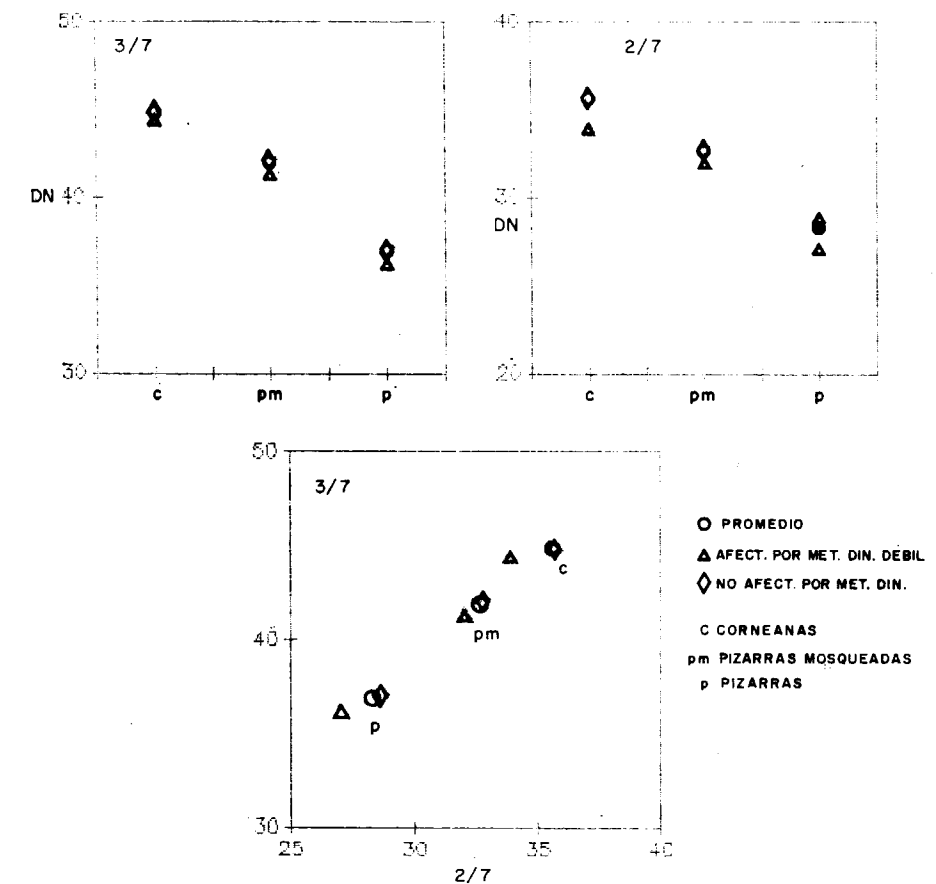 50
3/7
DN 40
30
c pm p
40
2/7
30
DN
20
c pm p
50
3/7
40
30
c
pm
p
25 30 35 40
2/7
PROMEDIO
AFECT. POR MET. DIN. DEBIL
NO AFECT. POR MET. DIN.
C CORNEANAS
pm PIZARRAS MOSQUEADAS
p PIZARRAS